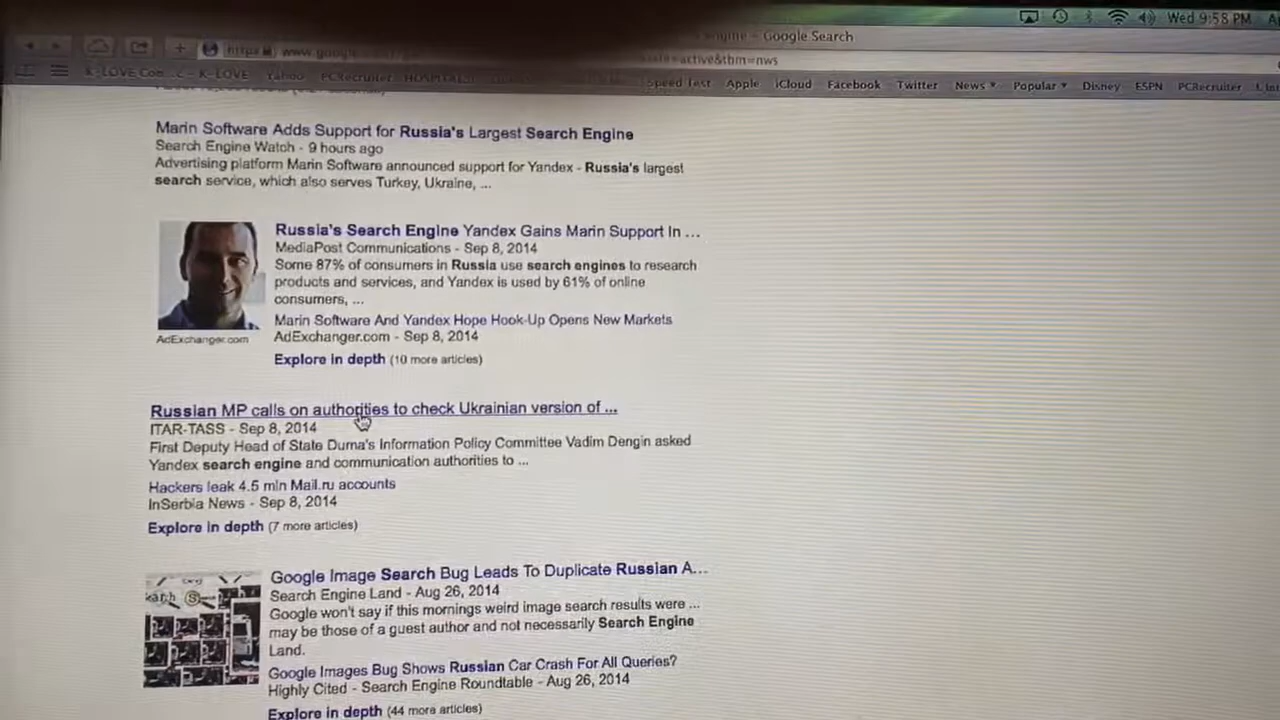 Wed 9:58 PM
– Google Search
active&tbm=nws
K-LOVE
Yahoo
PCRecruiter
Speed Test
Apple
iCloud
Facebook
Twitter
News
Popular
Disney
ESPN
PCRecruiter
Marin Software Adds Support for Russia's Largest Search Engine
Search Engine Watch - 9 hours ago
Advertising platform Marin Software announced support for Yandex - Russia's largest
search service, which also serves Turkey, Ukraine, ...
Russia's Search Engine Yandex Gains Marin Support In ...
MediaPost Communications - Sep 8, 2014
Some 87% of consumers in Russia use search engines to research
products and services, and Yandex is used by 61% of online
consumers, ...
Marin Software And Yandex Hope Hook-Up Opens New Markets
AdExchanger.com - Sep 8, 2014
AdExchanger.com
Explore in depth (10 more articles)
Russian MP calls on authorities to check Ukrainian version of ...
ITAR-TASS - Sep 8, 2014
First Deputy Head of State Duma's Information Policy Committee Vadim Dengin asked
Yandex search engine and communication authorities to ...
Hackers leak 4.5 mln Mail.ru accounts
InSerbia News - Sep 8, 2014
Explore in depth (7 more articles)
Google Image Search Bug Leads To Duplicate Russian A...
Search Engine Land - Aug 26, 2014
Google won't say if this mornings weird image search results were ...
may be those of a guest author and not necessarily Search Engine
Land.
Google Images Bug Shows Russian Car Crash For All Queries?
Highly Cited - Search Engine Roundtable - Aug 26, 2014
Explore in depth (44 more articles)